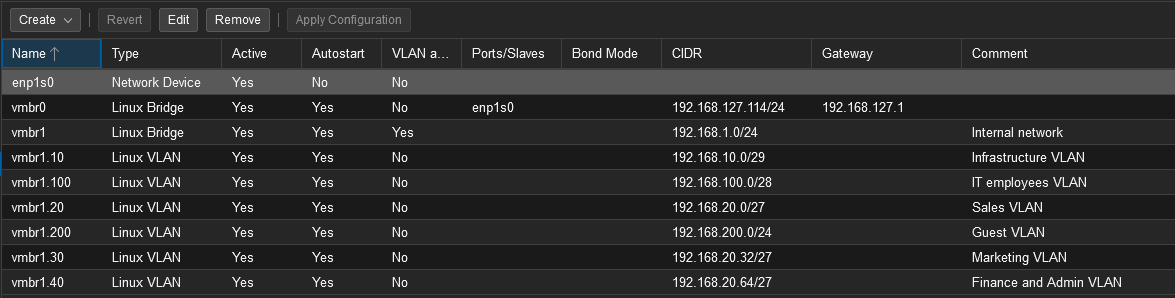 Create Revert Edit Remove Apply Configuration
Name ↑ Type Active Autostart VLAN a... Ports/Slaves Bond Mode CIDR Gateway Comment
enp1s0 Network Device Yes No No
vmbr0 Linux Bridge Yes Yes No enp1s0 192.168.127.114/24 192.168.127.1
vmbr1 Linux Bridge Yes Yes Yes 192.168.1.0/24 Internal network
vmbr1.10 Linux VLAN Yes Yes No 192.168.10.0/29 Infrastructure VLAN
vmbr1.100 Linux VLAN Yes Yes No 192.168.100.0/28 IT employees VLAN
vmbr1.20 Linux VLAN Yes Yes No 192.168.20.0/27 Sales VLAN
vmbr1.200 Linux VLAN Yes Yes No 192.168.200.0/24 Guest VLAN
vmbr1.30 Linux VLAN Yes Yes No 192.168.20.32/27 Marketing VLAN
vmbr1.40 Linux VLAN Yes Yes No 192.168.20.64/27 Finance and Admin VLAN